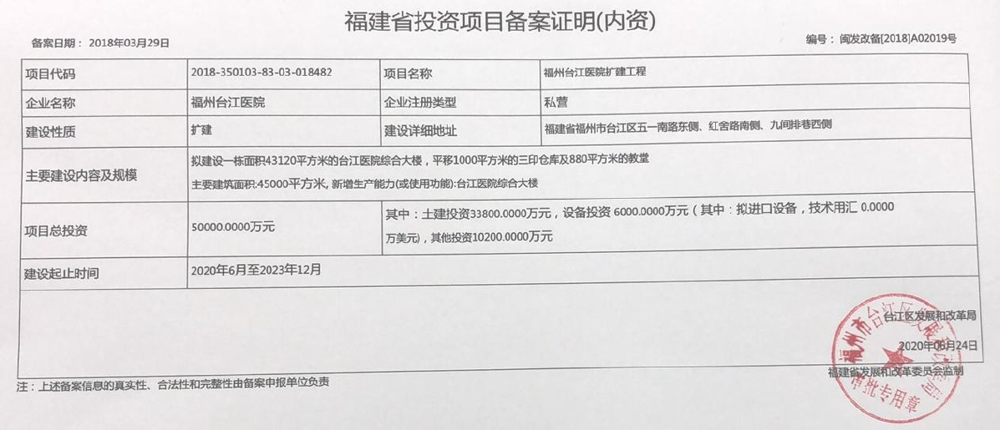 福建省投资项目备案证明(内资)
备案日期： 2018年03月29日
编号： 闽发改备[2018]A02019号
项目代码 2018-350103-83-03-018482 项目名称 福州台江医院扩建工程
企业名称 福州台江医院 企业注册类型 私营
建设性质 扩建 建设详细地址 福建省福州市台江区五一南路东侧、红舍路南侧、九间排巷西侧
主要建设内容及规模
拟建设一栋面积43120平方米的台江医院综合大楼，平移1000平方米的三印仓库及880平方米的教堂
主要建筑面积:45000平方米, 新增生产能力(或使用功能):台江医院综合大楼
项目总投资 50000.0000万元
其中：土建投资33800.0000万元，设备投资 6000.0000万元（其中：拟进口设备，技术用汇 0.0000
万美元)，其他投资10200.0000万元
建设起止时间 2020年6月至2023年12月
台江区发展和改革局
2020年06月24日
福建省发展和改革委员会监制
注：上述备案信息的真实性、合法性和完整性由备案申报单位负责
福州市台江区发展和改革局
审批专用章